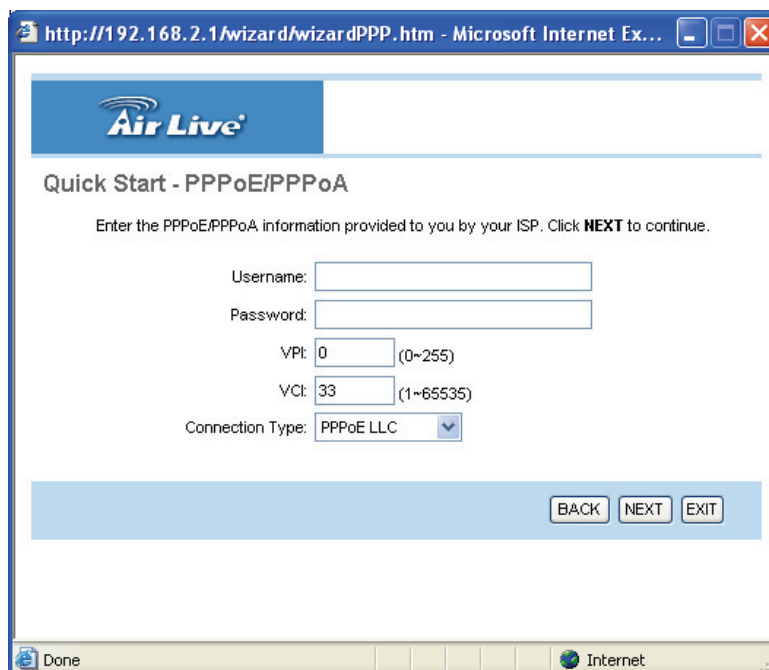 http://192.168.2.1/wizard/wizardPPP.htm - Microsoft Internet Ex...
Air Live
Quick Start - PPPoE/PPPoA
Enter the PPPoE/PPPoA information provided to you by your ISP. Click NEXT to continue.
Username:
Password:
VPI: 0 (0~255)
VCI: 33 (1~65535)
Connection Type: PPPoE LLC
BACK NEXT EXIT
Done Internet